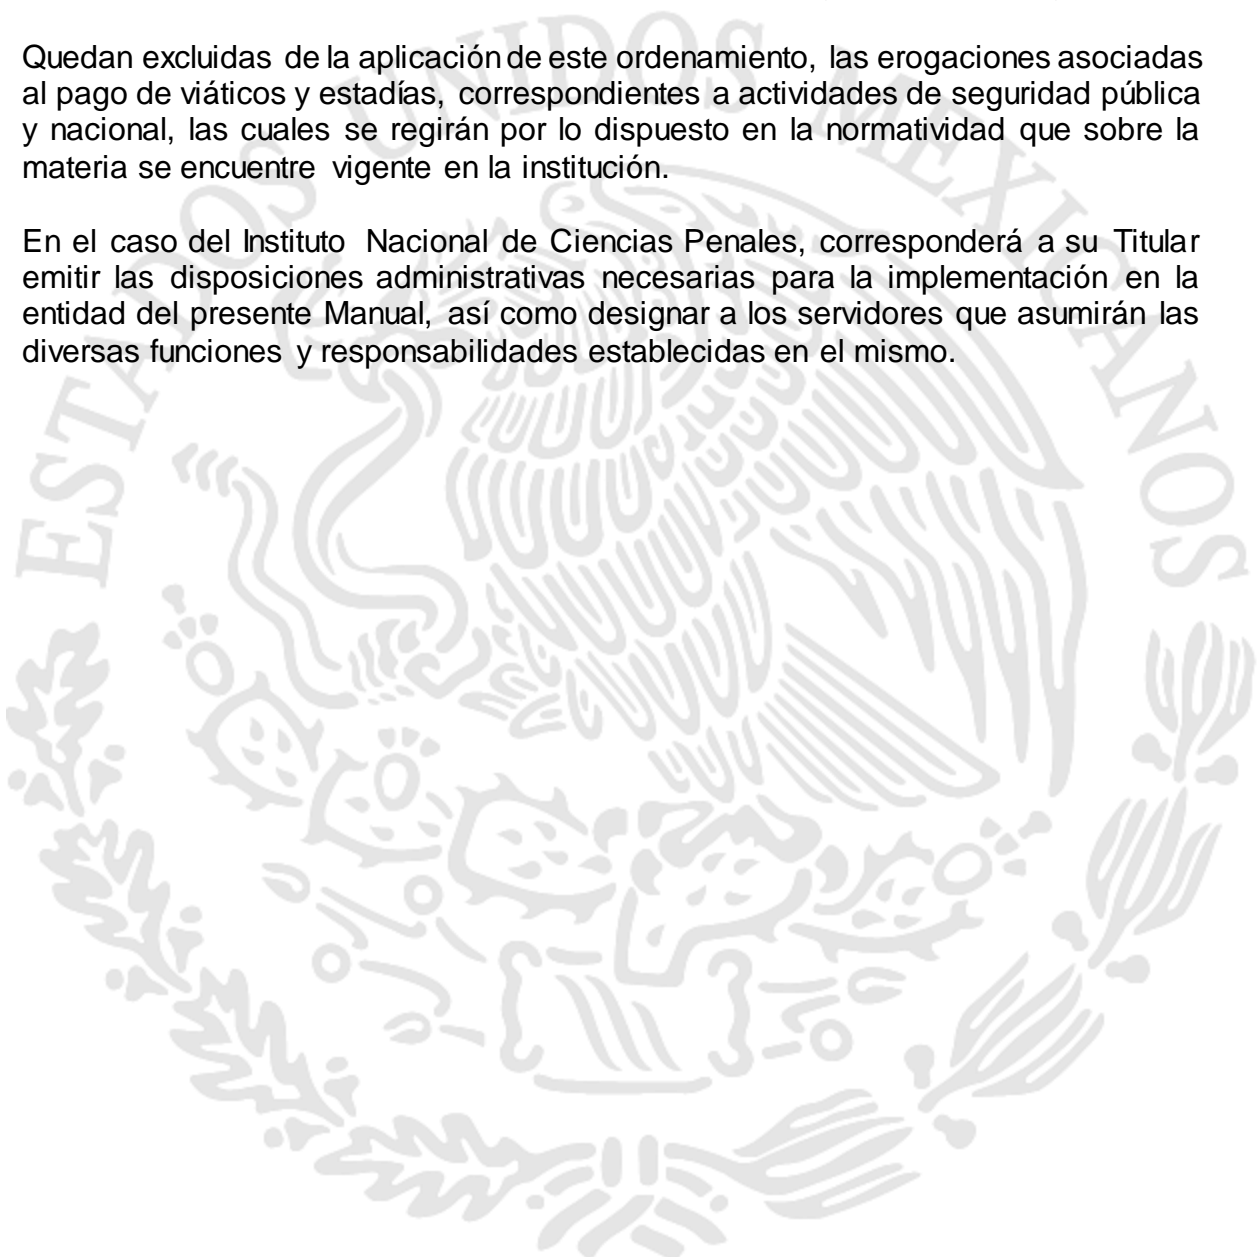 Quedan excluidas de la aplicación de este ordenamiento, las erogaciones asociadas
al pago de viáticos y estadías, correspondientes a actividades de seguridad pública
y nacional, las cuales se regirán por lo dispuesto en la normatividad que sobre la
materia se encuentre vigente en la institución.
En el caso del Instituto Nacional de Ciencias Penales, corresponderá a su Titular
emitir las disposiciones administrativas necesarias para la implementación en la
entidad del presente Manual, así como designar a los servidores que asumirán las
diversas funciones y responsabilidades establecidas en el mismo.
ESTADOS UNIDOS MEXICANOS